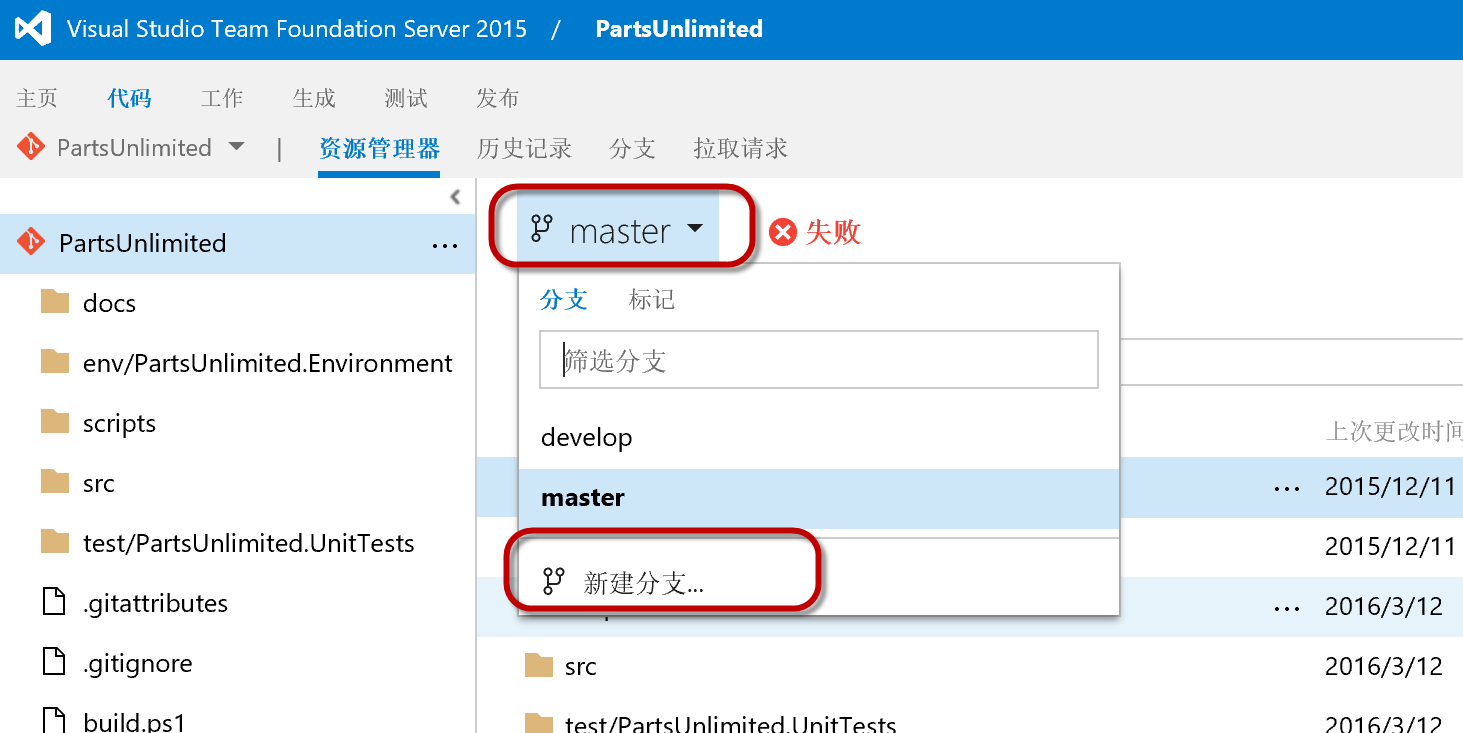 Visual Studio Team Foundation Server 2015 / PartsUnlimited
主页 代码 工作 生成 测试 发布
PartsUnlimited | 资源管理器 历史记录 分支 拉取请求
PartsUnlimited ...
docs
env/PartsUnlimited.Environment
scripts
src
test/PartsUnlimited.UnitTests
.gitattributes
.gitignore
build.ps1
master 失败
分支 标记
筛选分支
develop
master
新建分支...
上次更改时间
... 2015/12/11
2015/12/11
... 2016/3/12
src 2016/3/12
test/PartsUnlimited.UnitTests 2016/3/12